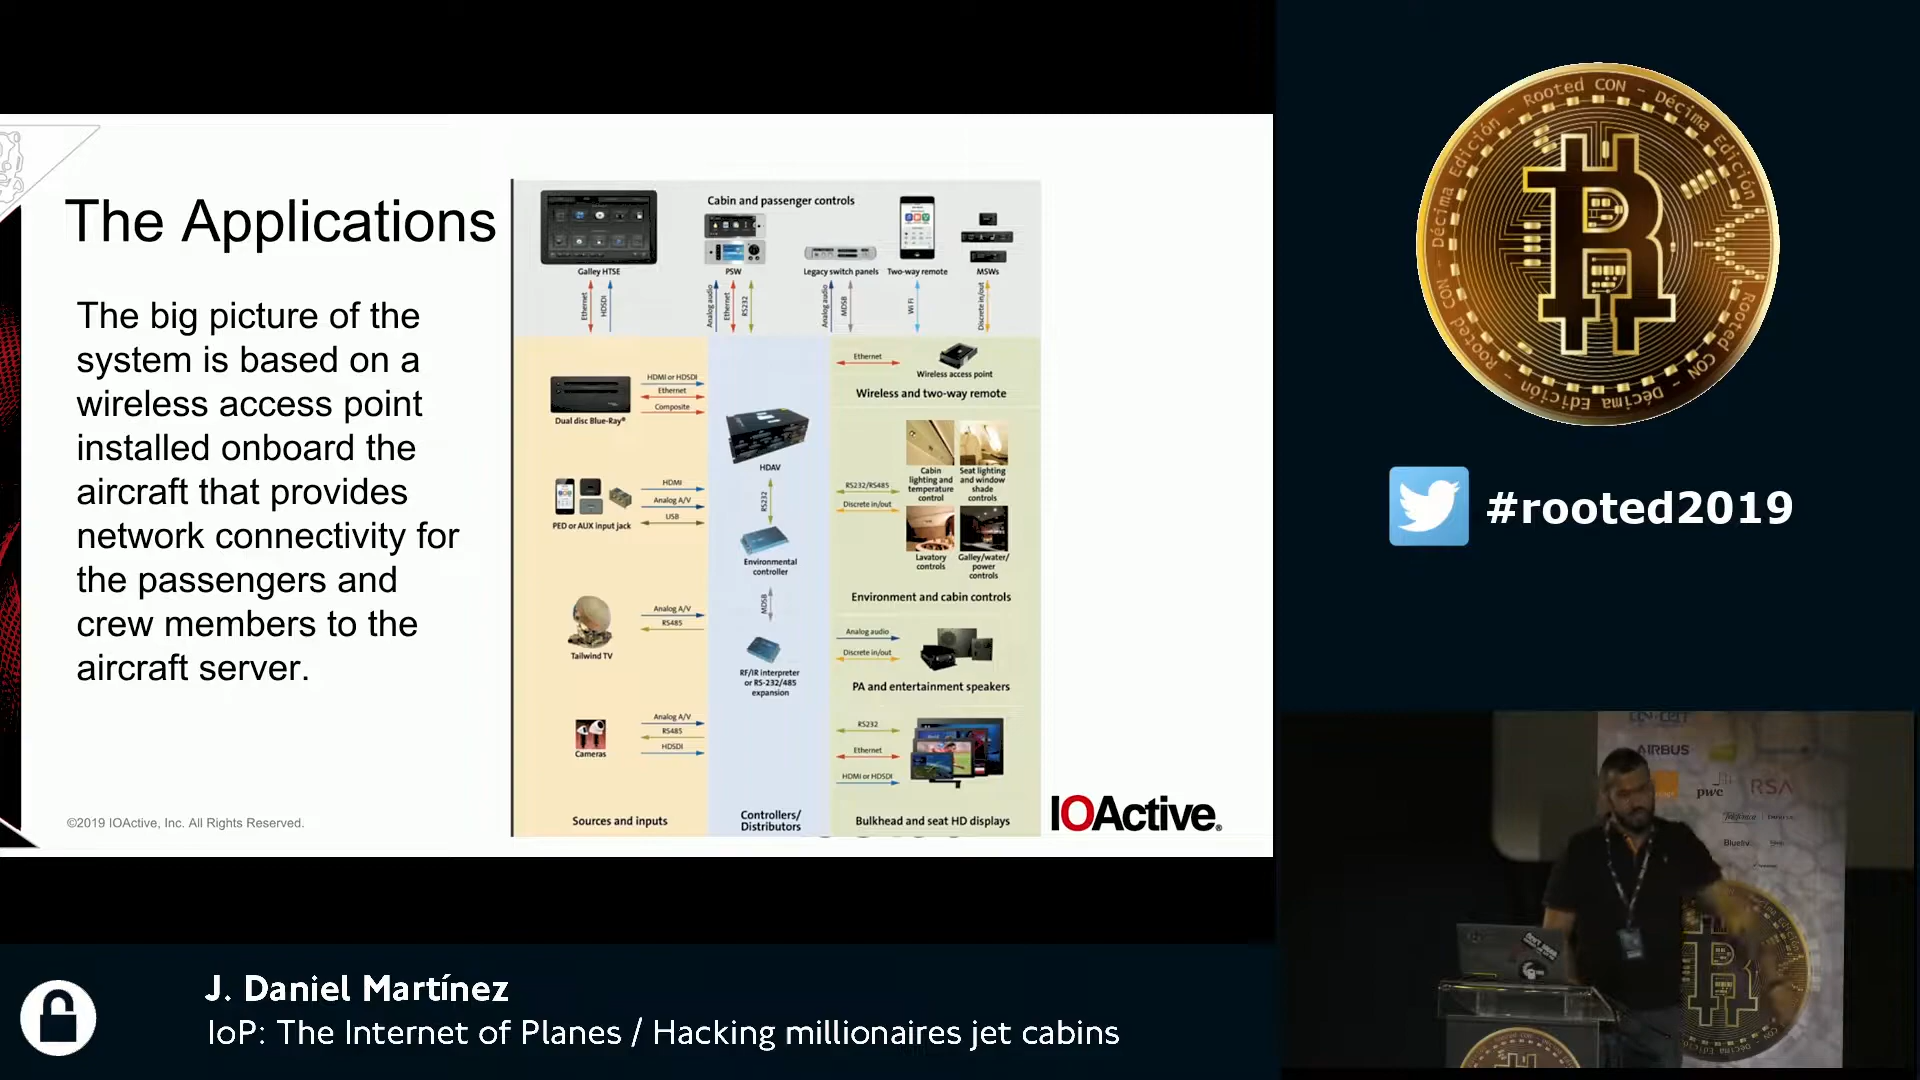 The Applications
The big picture of the
system is based on a
wireless access point
installed onboard the
aircraft that provides
network connectivity for
the passengers and
crew members to the
aircraft server.
©2019 IOActive, Inc. All Rights Reserved.
Cabin and passenger controls
Galley HTSE
PSW
Legacy switch panels
Two-way remote
MSWs
Ethernet
HDSDI
Analog audio
Ethernet
RS232
Analog audio
MDSB
Wi Fi
Discrete in/out
Dual disc Blue-Ray®
HDMI or HDSDI
Ethernet
Composite
PED or AUX input jack
HDMI
Analog A/V
USB
Tailwind TV
Analog A/V
RS485
Cameras
Analog A/V
RS485
HDSDI
Sources and inputs
HDAV
RS232
Environmental
controller
MDSB
RF/IR interpreter
or RS-232/485
expansion
Controllers/
Distributors
Ethernet
Wireless access point
Wireless and two-way remote
RS232/RS485
Discrete in/out
Cabin
lighting and
temperature
control
Seat lighting
and window
shade
controls
Lavatory
controls
Galley/water/
power
controls
Environment and cabin controls
Analog audio
Discrete in/out
PA and entertainment speakers
RS232
Ethernet
HDMI or HDSDI
Bulkhead and seat HD displays
IOActive®
Rooted CON - Décima Edición - Rooted CON - Décima Edición - Rooted CON - Décima Edición -
#rooted2019
AIRBUS
pwc
RSA
Telefónica
Blueliv
J. Daniel Martínez
IoP: The Internet of Planes / Hacking millionaires jet cabins